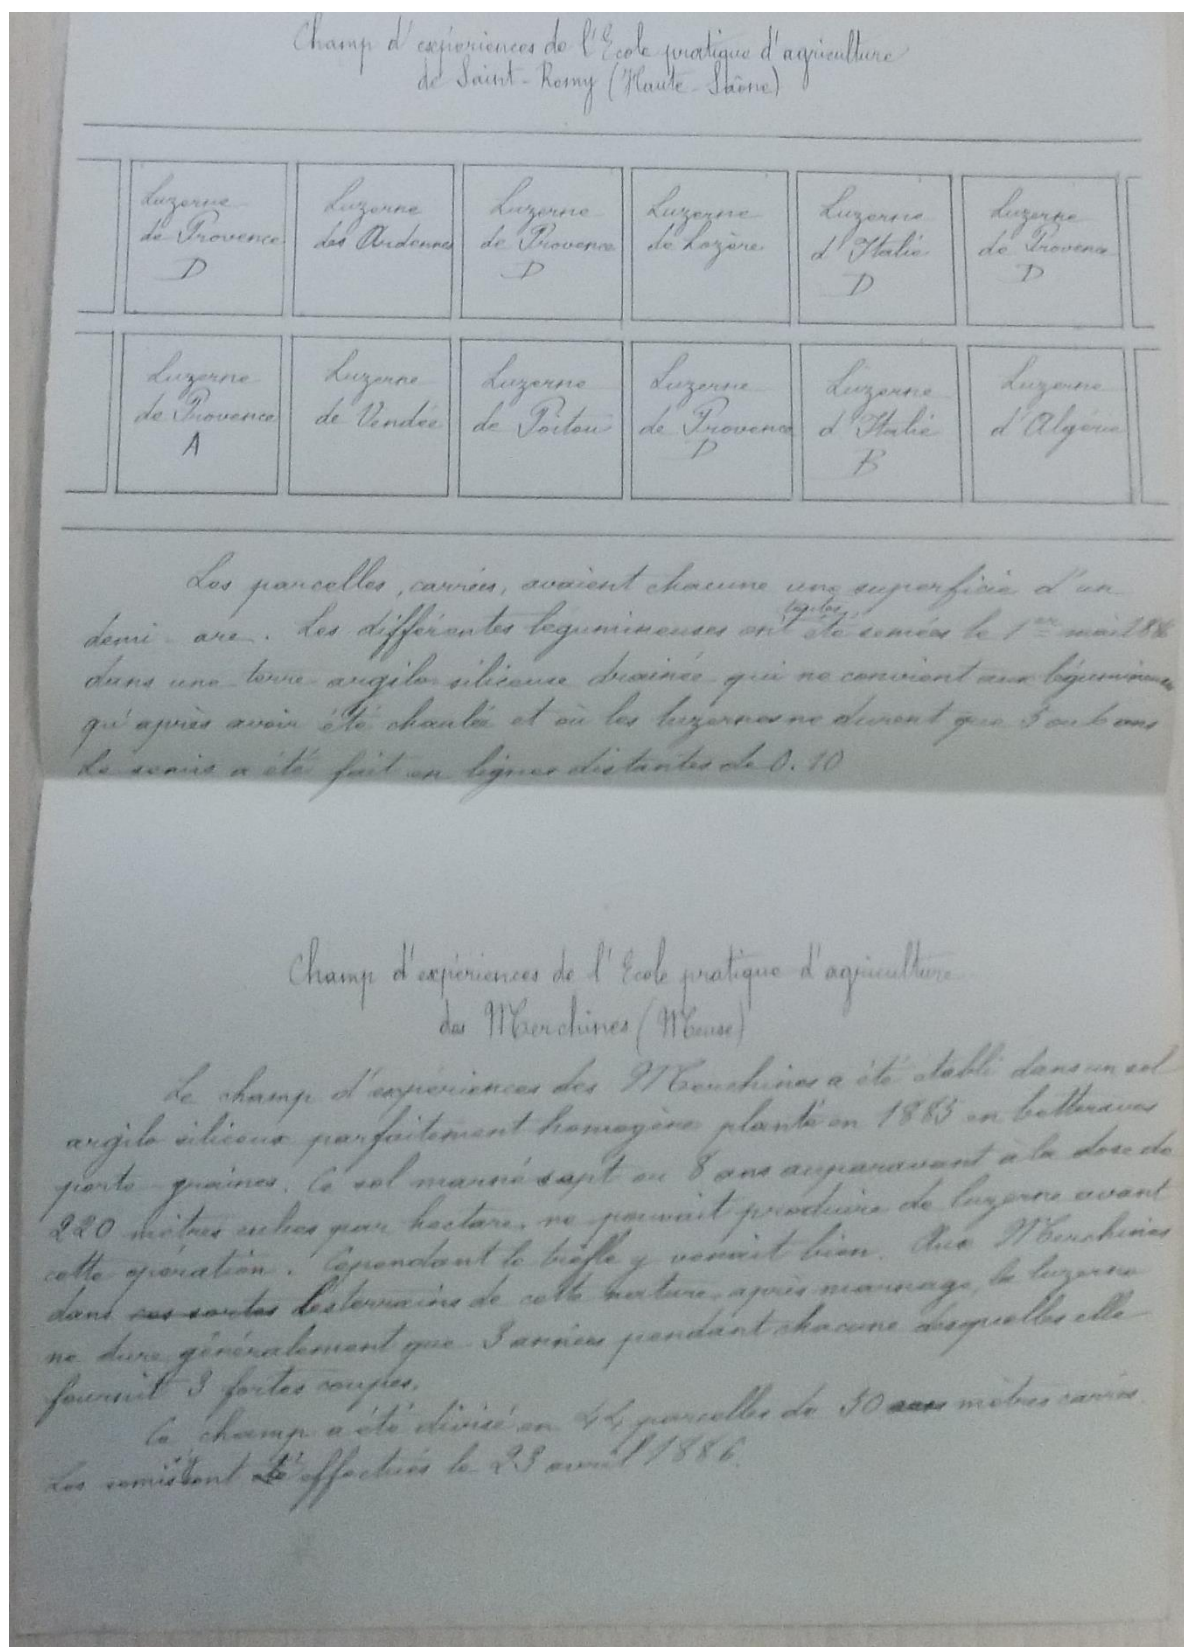 Champ d'expériences de l'Ecole pratique d'agriculture
de Saint-Remy (Haute-Saône)
Luzerne Luzerne Luzerne Luzerne Luzerne Luzerne
de Provence des Ardennes de Provence de Lozère d'Italie de Provence
D D D D
Luzerne Luzerne Luzerne Luzerne Luzerne Luzerne
de Provence de Vendée de Poitou de Provence d'Italie d'Algérie
A D B
Les parcelles, carrées, avaient chacune une superficie d'un
toutes
demi-are. Les différentes légumineuses ont été semées le 1er mai 1886
dans une terre argilo siliceuse drainée qui ne convient aux légumineuses
qu'après avoir été chaulée et où les luzernes ne durent que 5 ou 6 ans
Le semis a été fait en lignes distantes de 0.10
Champ d'expériences de l'Ecole pratique d'agriculture
des Merchines (Meuse)
Le champ d'expériences des Merchines a été établi dans un sol
argilo siliceux parfaitement homogène planté en 1885 en betteraves
porte-graines. Ce sol marné sept ou 8 ans auparavant à la dose de
220 mètres cubes par hectare, ne pouvait produire de luzerne avant
cette opération. Cependant le trèfle y venait bien. Aux Merchines
dans ces sortes les terrains de cette nature, après marnage, la luzerne
ne dure généralement que 3 années pendant chacune desquelles elle
fournit 3 fortes coupes.
Ce champ a été divisé en 44 parcelles de 50 ares mètres carrés.
Les semis ont été effectués le 23 avril 1886.